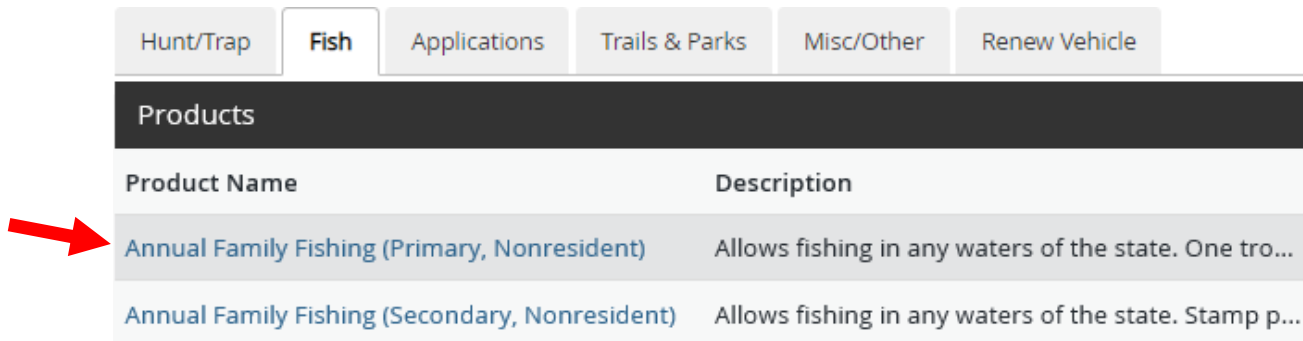 Hunt/Trap Fish Applications Trails & Parks Misc/Other Renew Vehicle
Products
Product Name Description
Annual Family Fishing (Primary, Nonresident) Allows fishing in any waters of the state. One tro...
Annual Family Fishing (Secondary, Nonresident) Allows fishing in any waters of the state. Stamp p...